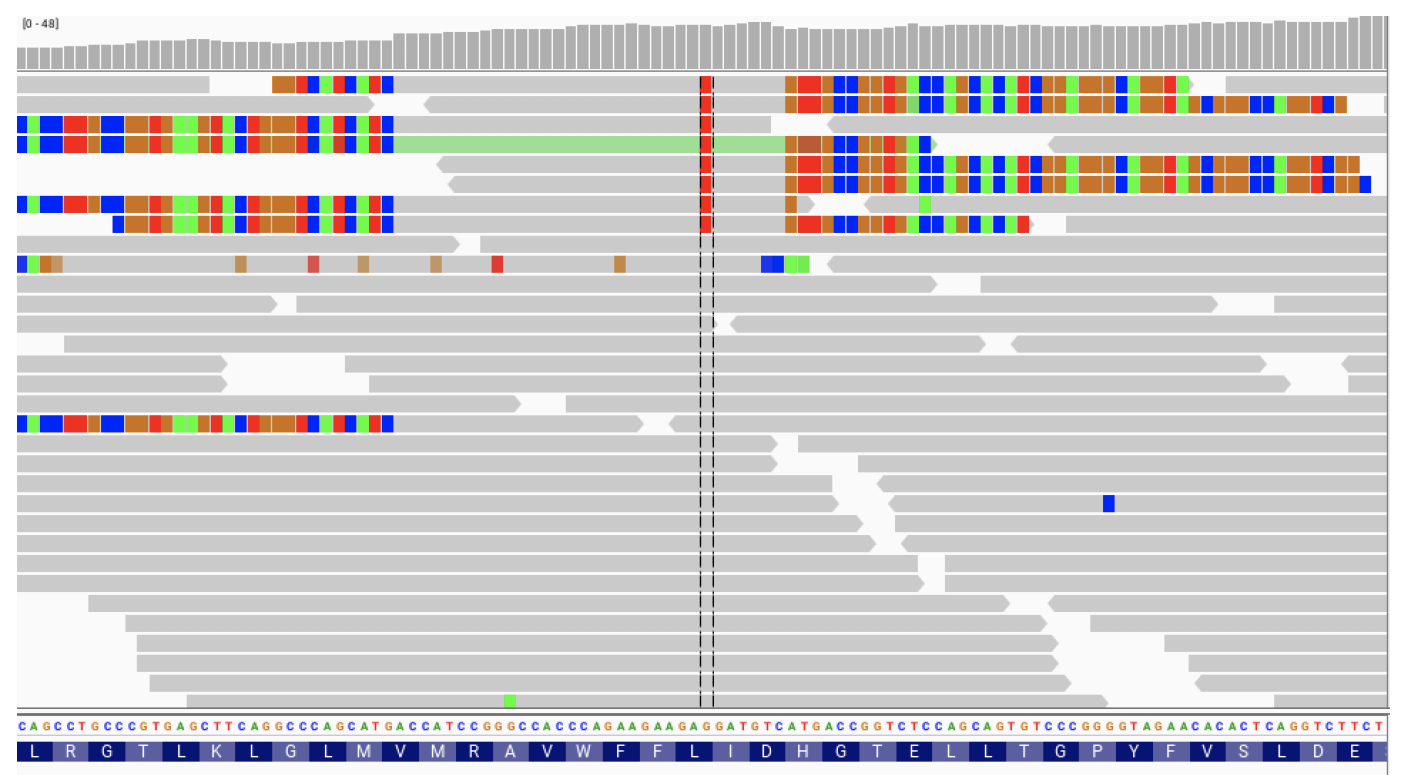 [0 - 48]
CAGCCTGCCCGTGAGCTTCAGGCCCAGCATGACCATCCGGGCCACCCAGAAGAAGAGGATGTCATGACCGGTCTCCAGCAGTGTCCCGGGGTAGAACACACTCAGGTCTTCT
L R G T L K L G L M V M R A V W F F L I D H G T E L L T G P Y F V S L D E